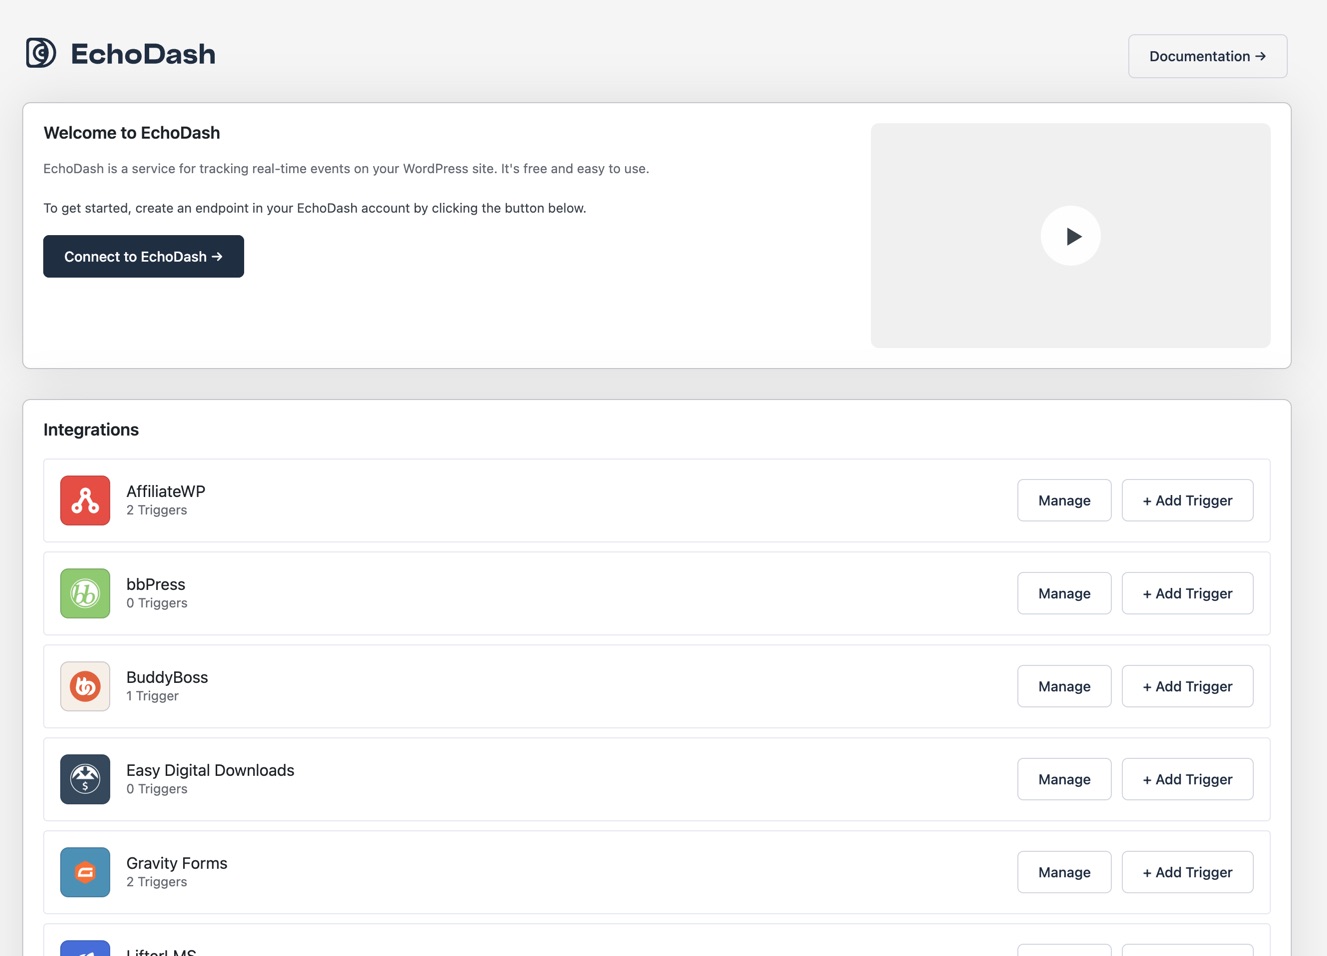 EchoDash
Documentation →
Welcome to EchoDash
EchoDash is a service for tracking real-time events on your WordPress site. It's free and easy to use.
To get started, create an endpoint in your EchoDash account by clicking the button below.
Connect to EchoDash →
Integrations
AffiliateWP
2 Triggers
Manage
+ Add Trigger
bb
bbPress
0 Triggers
Manage
+ Add Trigger
BuddyBoss
1 Trigger
Manage
+ Add Trigger
$
Easy Digital Downloads
0 Triggers
Manage
+ Add Trigger
Gravity Forms
2 Triggers
Manage
+ Add Trigger
LifterLMS